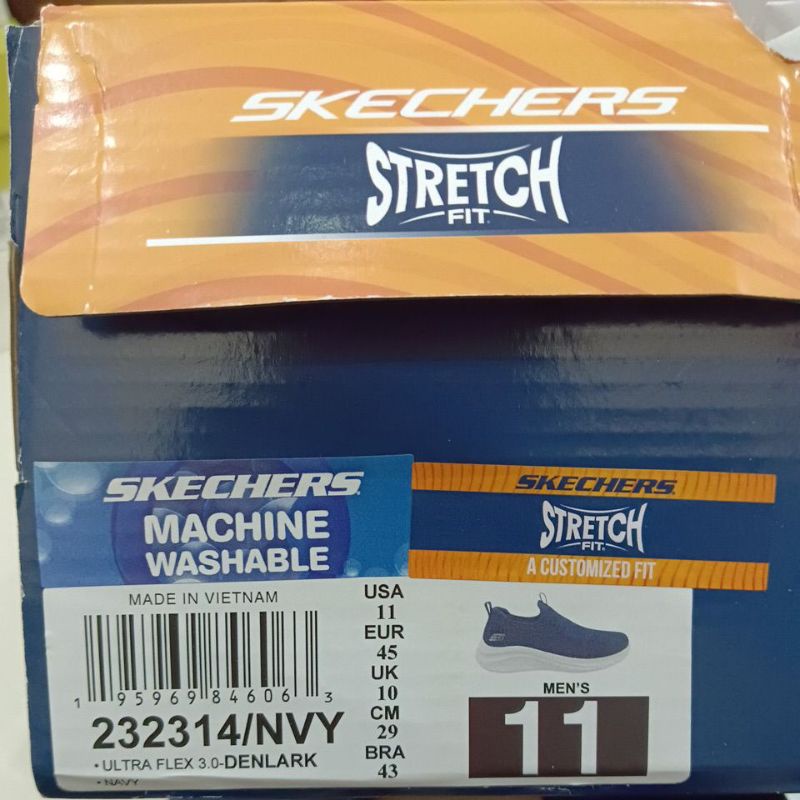 SKECHERS
STRETCH
FIT
SKECHERS
MACHINE
WASHABLE
SKECHERS
STRETCH
FIT
A CUSTOMIZED FIT
MADE IN VIETNAM
1 95969 84606 3
232314/NVY
• ULTRA FLEX 3.0-DENLARK
• NAVY
USA
11
EUR
45
UK
10
CM
29
BRA
43
MEN'S
11